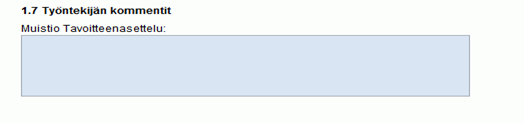 1.7 Työntekijän kommentit
Muistio Tavoitteenasettelu: